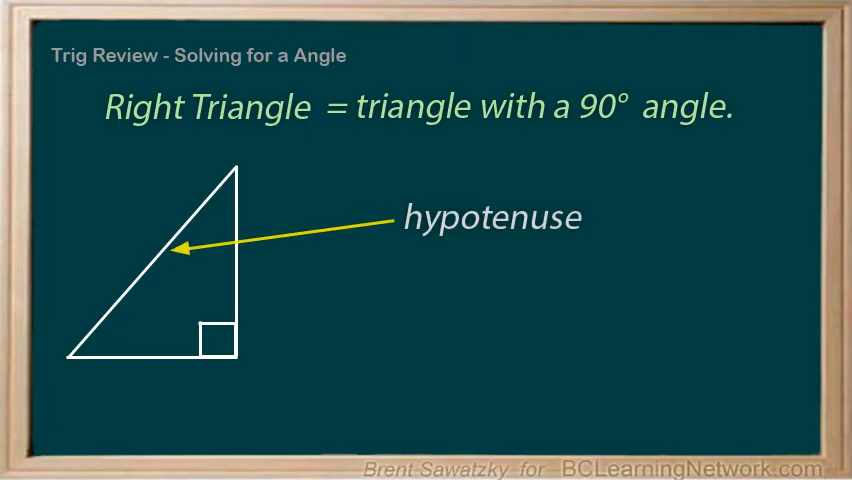 Trig Review - Solving for a Angle
Right Triangle = triangle with a 90° angle.
hypotenuse
Brent Sawatzky for BCLearningNetwork.com